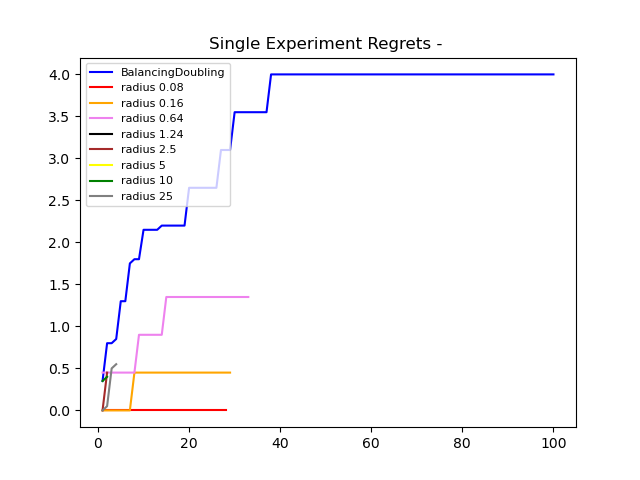 Single Experiment Regrets -
BalancingDoubling
radius 0.08
radius 0.16
radius 0.64
radius 1.24
radius 2.5
radius 5
radius 10
radius 25
4.0
3.5
3.0
2.5
2.0
1.5
1.0
0.5
0.0
0 20 40 60 80 100